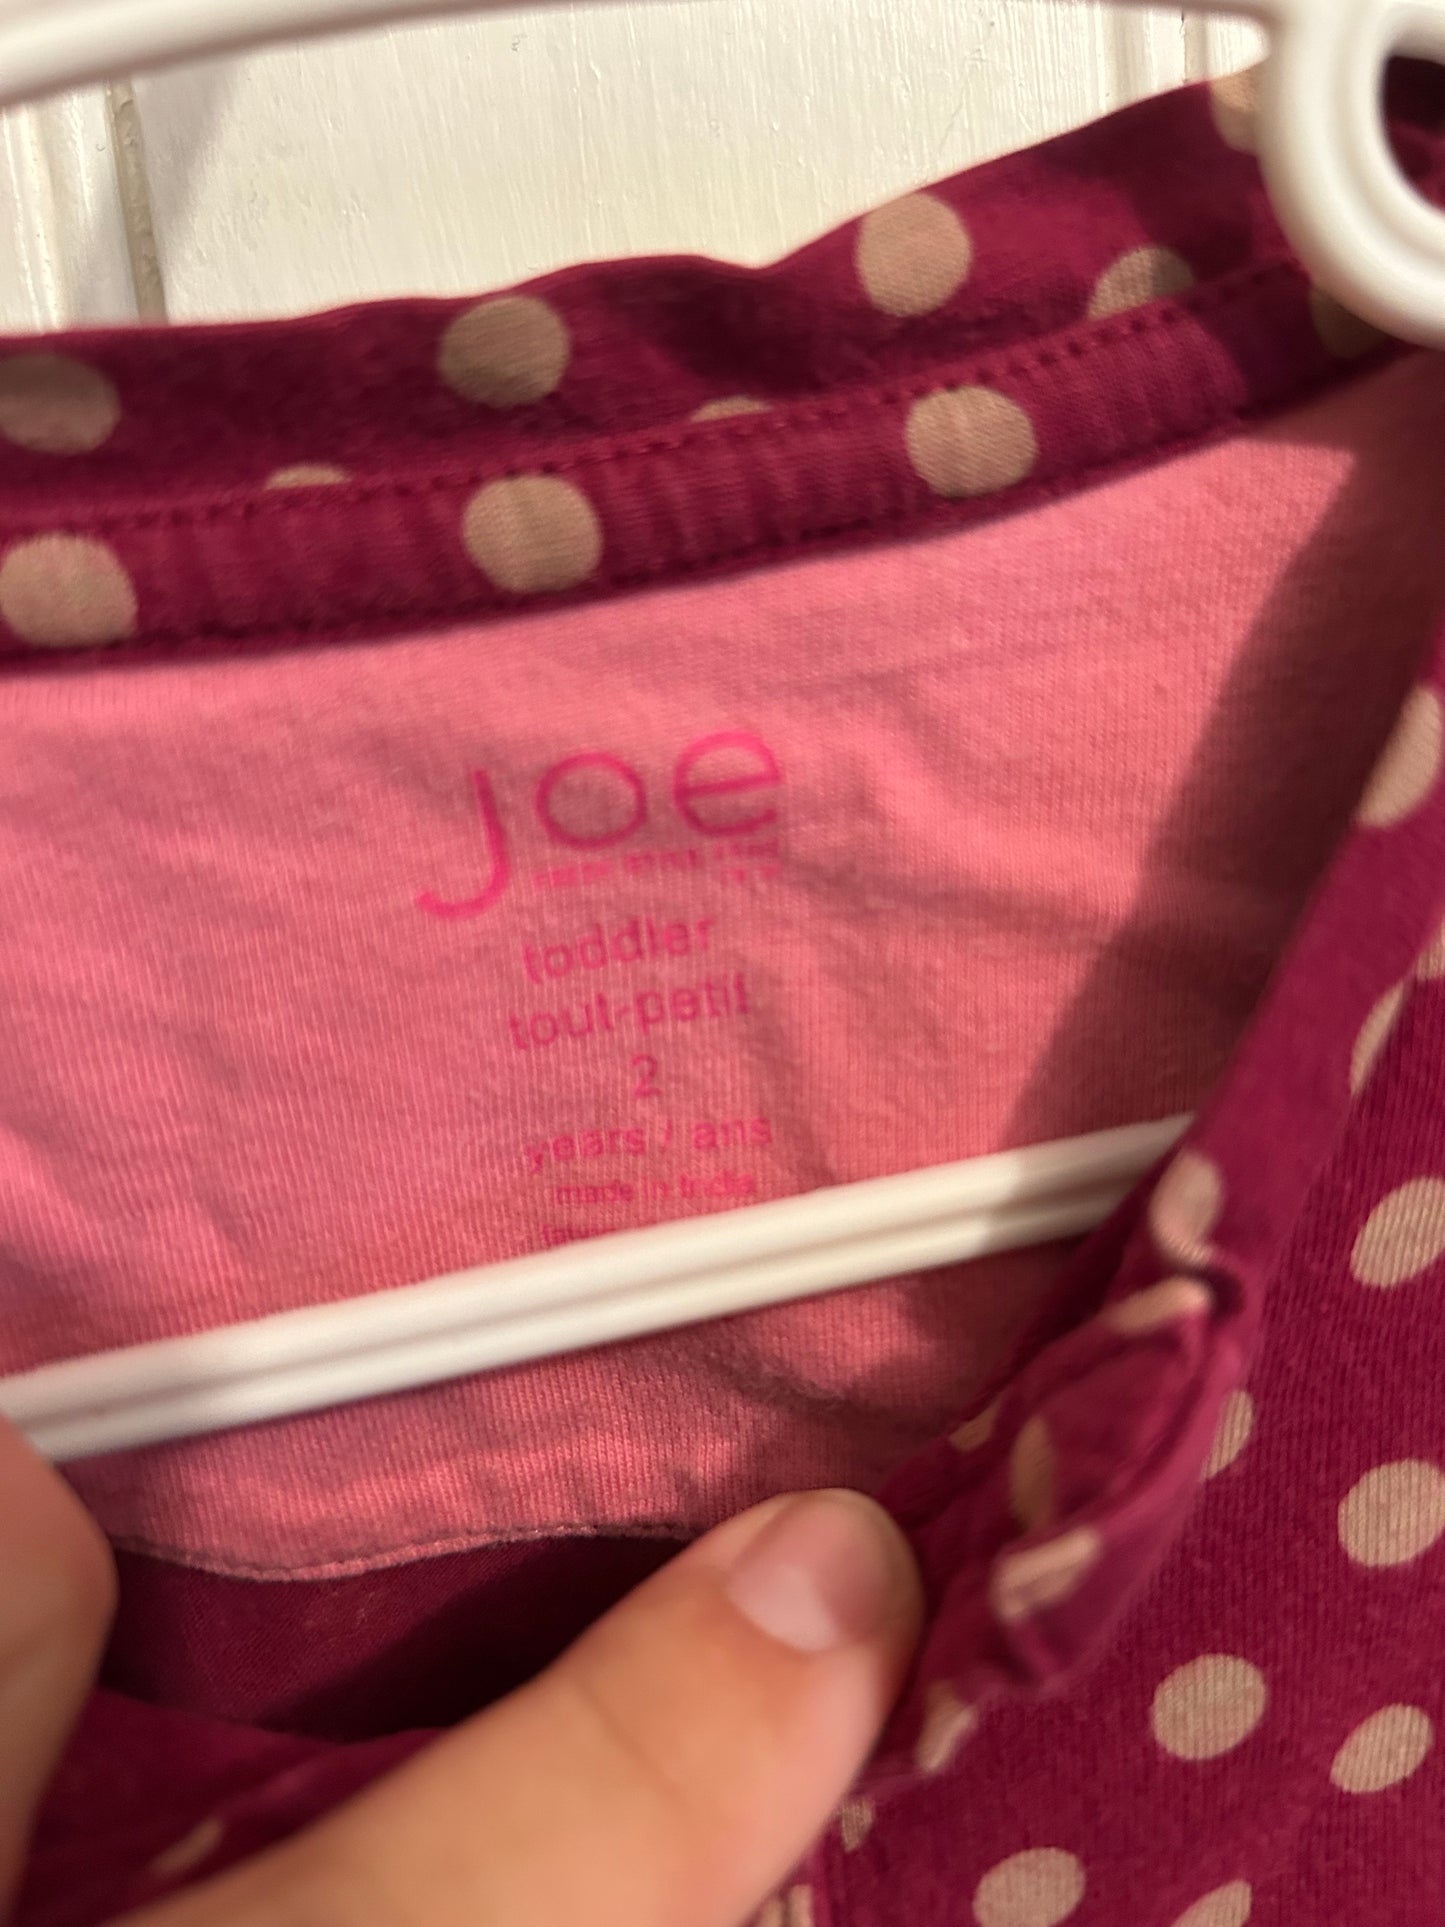 Joe
toddler
tout-petit
2
years / ans
made in India